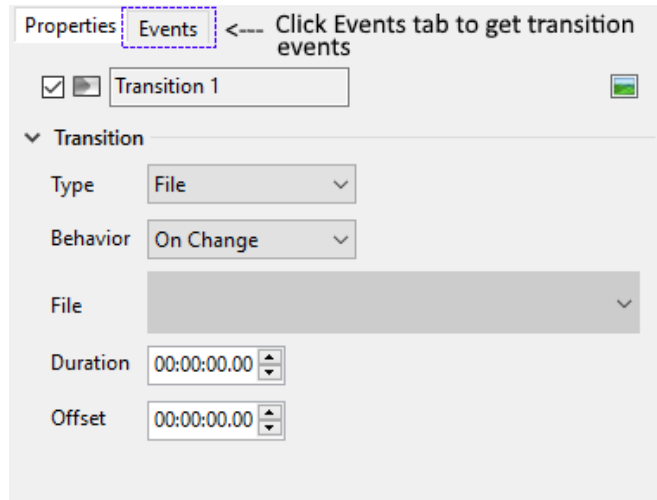 Properties Events <--- Click Events tab to get transition
events
Transition 1
Transition
Type File
Behavior On Change
File
Duration 00:00:00.00
Offset 00:00:00.00